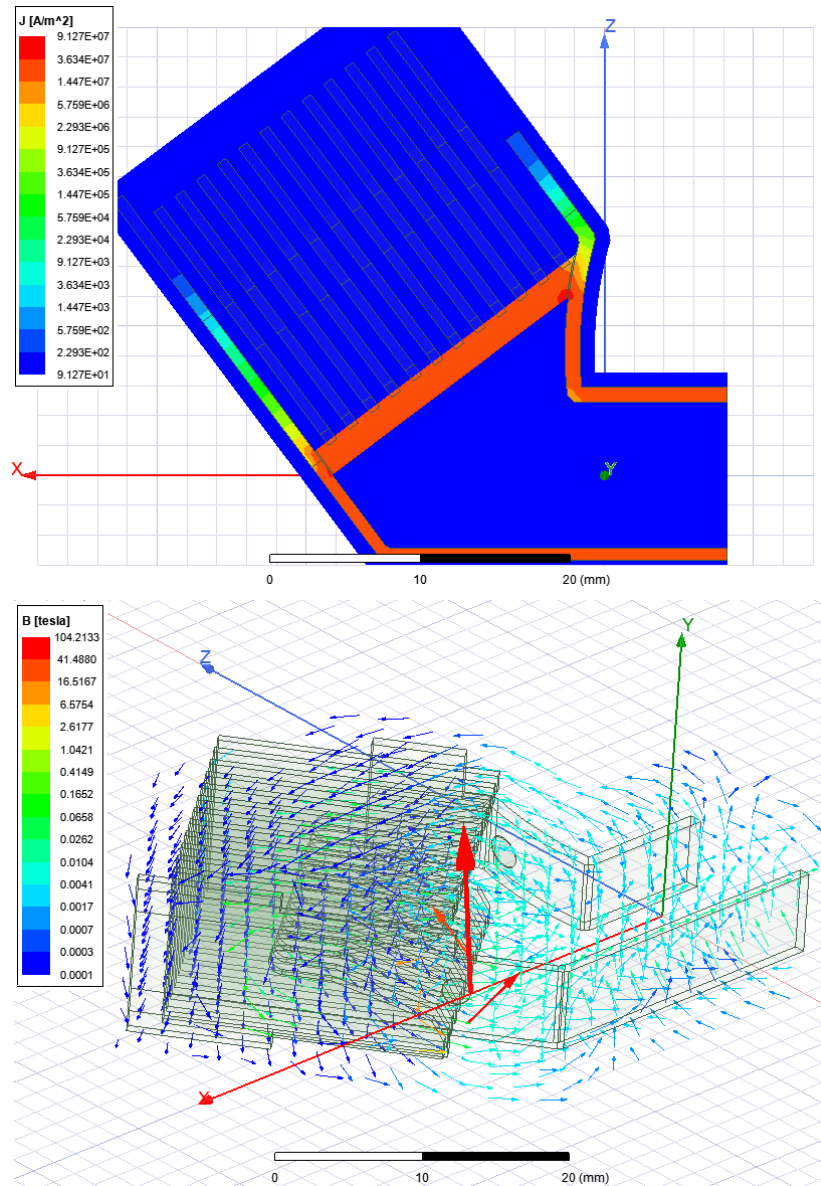 J [A/m^2]
9.127E+07
3.634E+07
1.447E+07
5.759E+06
2.293E+06
9.127E+05
3.634E+05
1.447E+05
5.759E+04
2.293E+04
9.127E+03
3.634E+03
1.447E+03
5.759E+02
2.293E+02
9.127E+01
Z
X
Y
0
10
20 (mm)
B [tesla]
104.2133
41.4880
16.5167
6.5754
2.6177
1.0421
0.4149
0.1652
0.0658
0.0262
0.0104
0.0041
0.0017
0.0007
0.0003
0.0001
Y
Z
X
0
10
20 (mm)